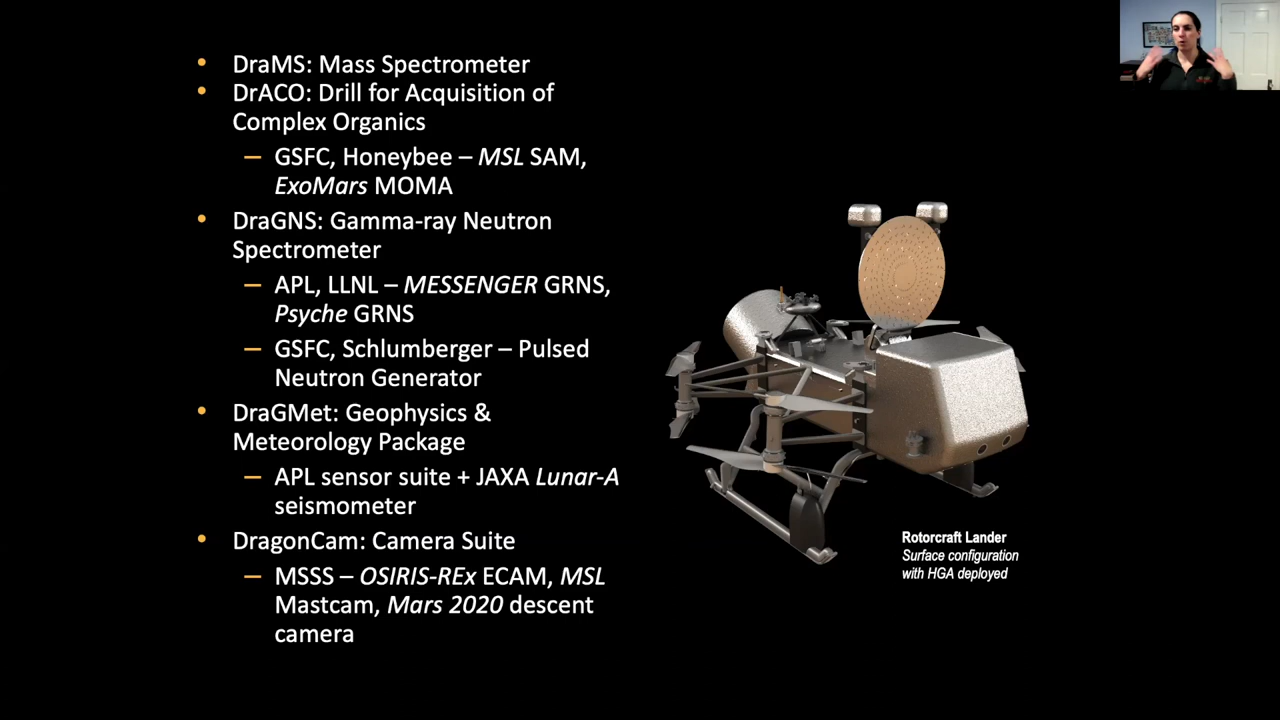 • DraMS: Mass Spectrometer
• DrACO: Drill for Acquisition of
Complex Organics
– GSFC, Honeybee – MSL SAM,
ExoMars MOMA
• DraGNS: Gamma-ray Neutron
Spectrometer
– APL, LLNL – MESSENGER GRNS,
Psyche GRNS
– GSFC, Schlumberger – Pulsed
Neutron Generator
• DraGMet: Geophysics &
Meteorology Package
– APL sensor suite + JAXA Lunar-A
seismometer
• DragonCam: Camera Suite
– MSSS – OSIRIS-REx ECAM, MSL
Mastcam, Mars 2020 descent
camera
Rotorcraft Lander
Surface configuration
with HGA deployed